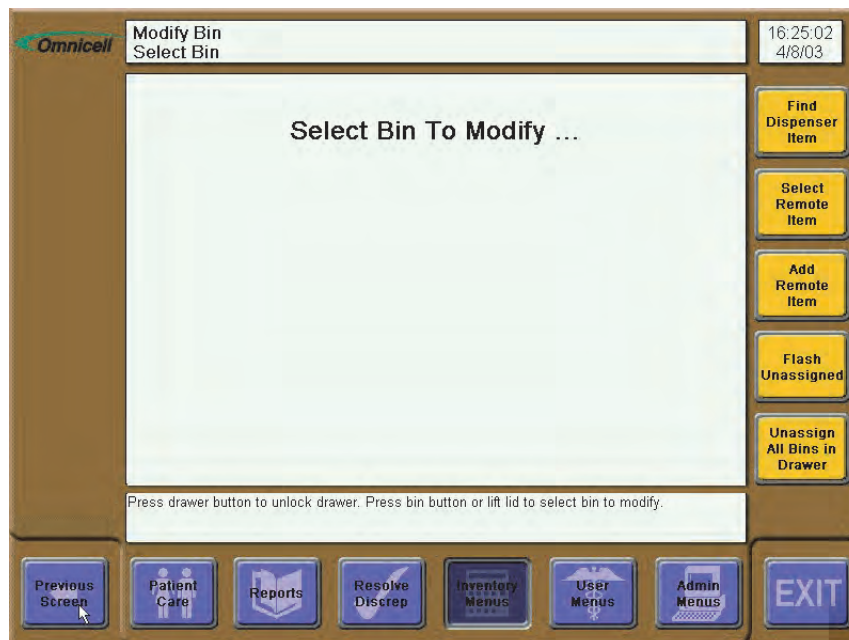 Omnicell
Modify Bin
Select Bin
16:25:02
4/8/03
Select Bin To Modify ...
Find
Dispenser
Item
Select
Remote
Item
Add
Remote
Item
Flash
Unassigned
Unassign
All Bins in
Drawer
Press drawer button to unlock drawer. Press bin button or lift lid to select bin to modify.
Previous
Screen
Patient
Care
Reports
Resolve
Discrep
Inventory
Menus
User
Menus
Admin
Menus
EXIT